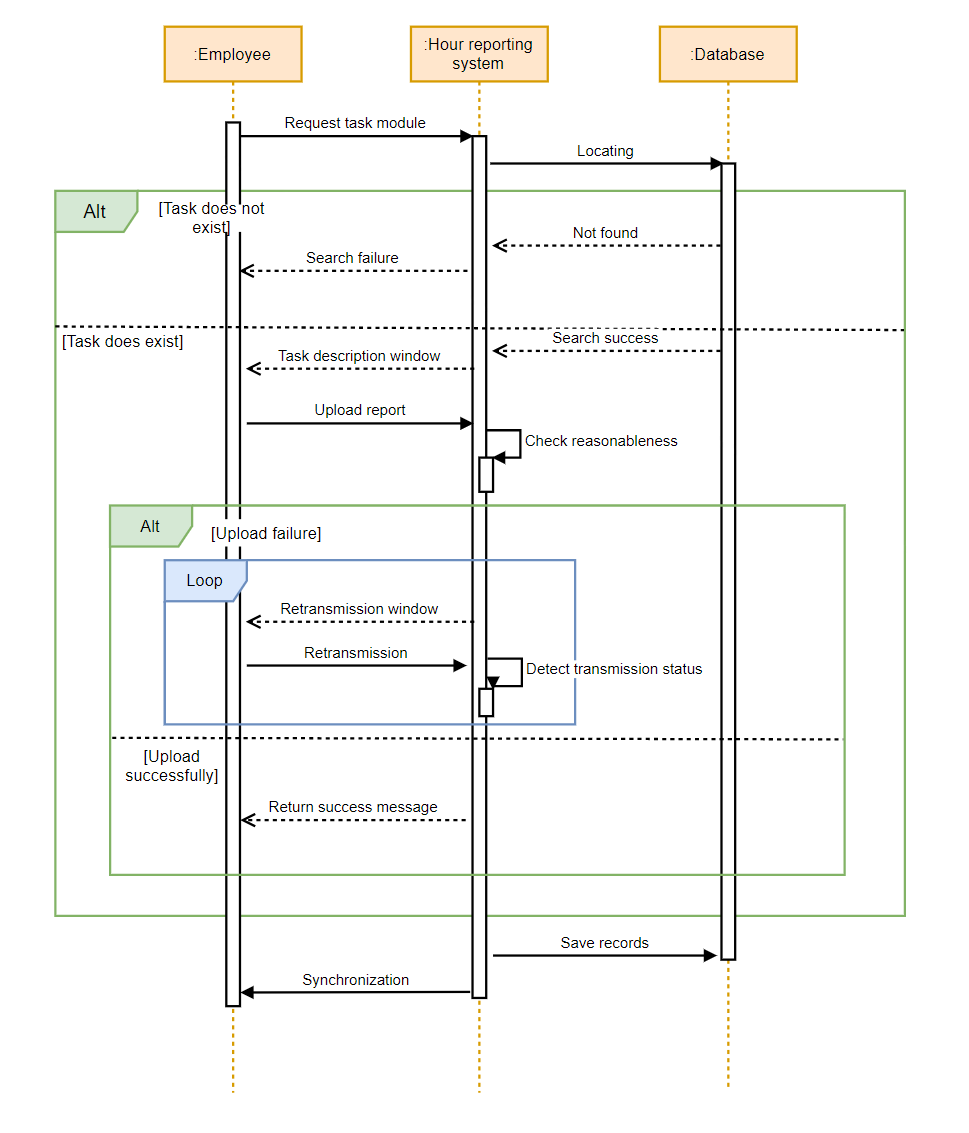 :Employee
:Hour reporting
system
:Database
Request task module
Locating
Alt
[Task does not
exist]
Not found
Search failure
[Task does exist]
Search success
Task description window
Upload report
Check reasonableness
Alt
[Upload failure]
Loop
Retransmission window
Retransmission
Detect transmission status
[Upload
successfully]
Return success message
Save records
Synchronization